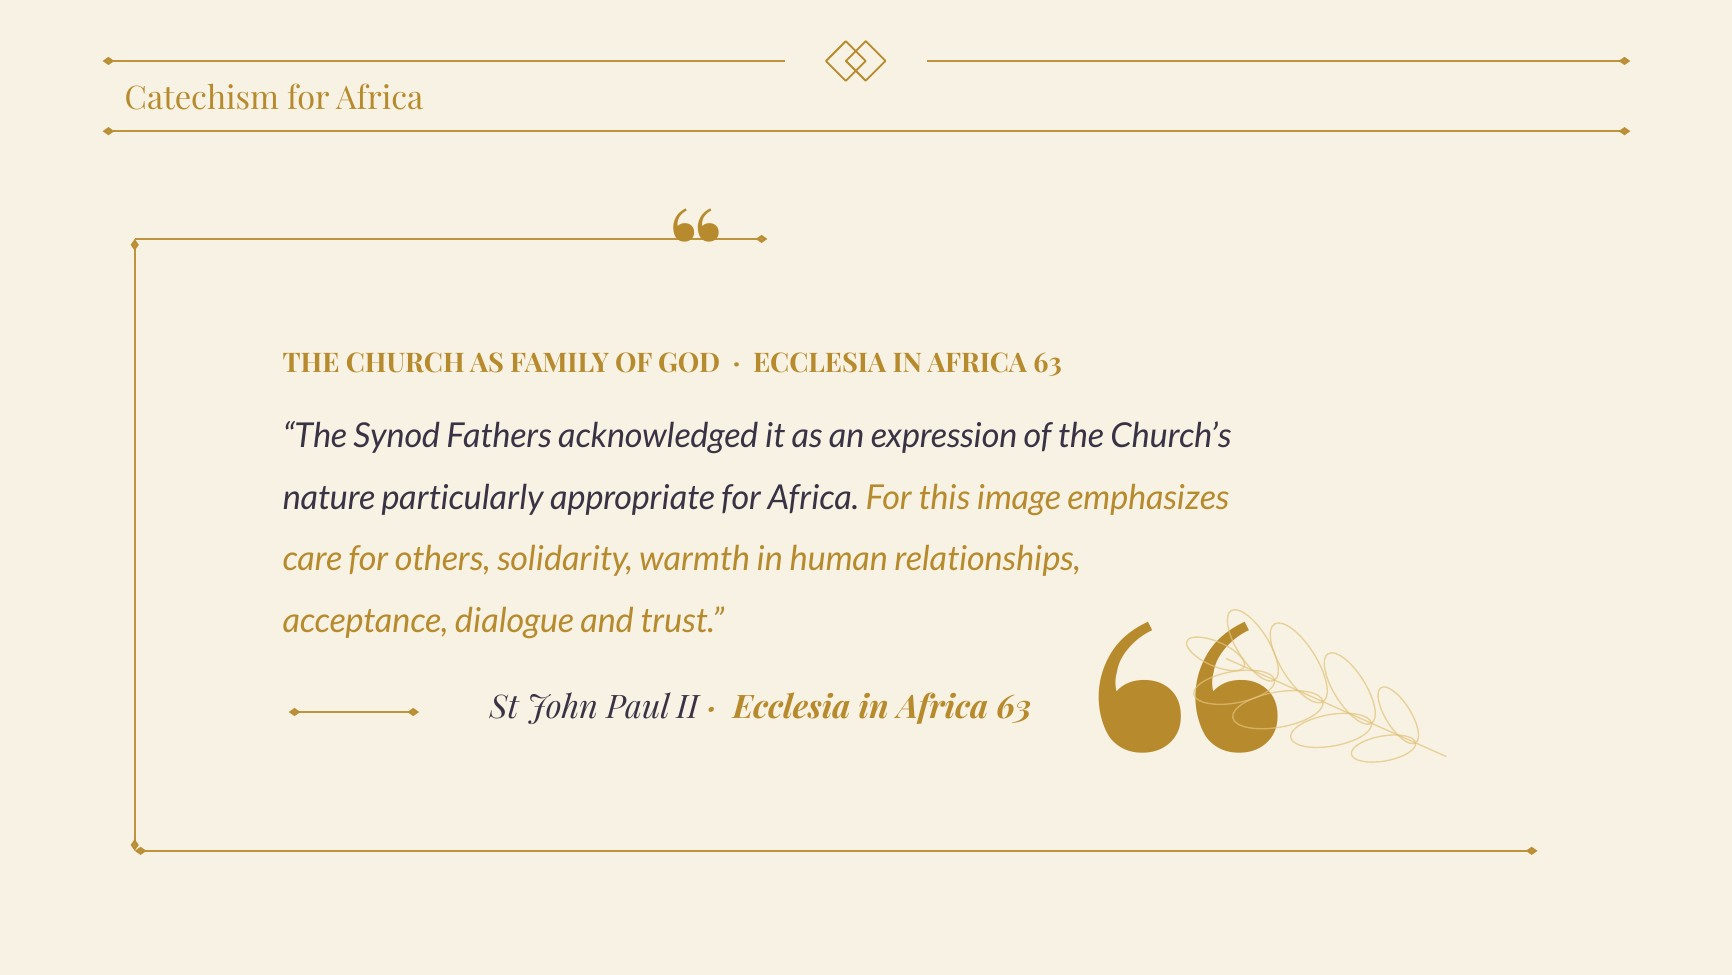 Catechism for Africa
THE CHURCH AS FAMILY OF GOD · ECCLESIA IN AFRICA 63
“The Synod Fathers acknowledged it as an expression of the Church’s
nature particularly appropriate for Africa. For this image emphasizes
care for others, solidarity, warmth in human relationships,
acceptance, dialogue and trust.”
St John Paul II · Ecclesia in Africa 63